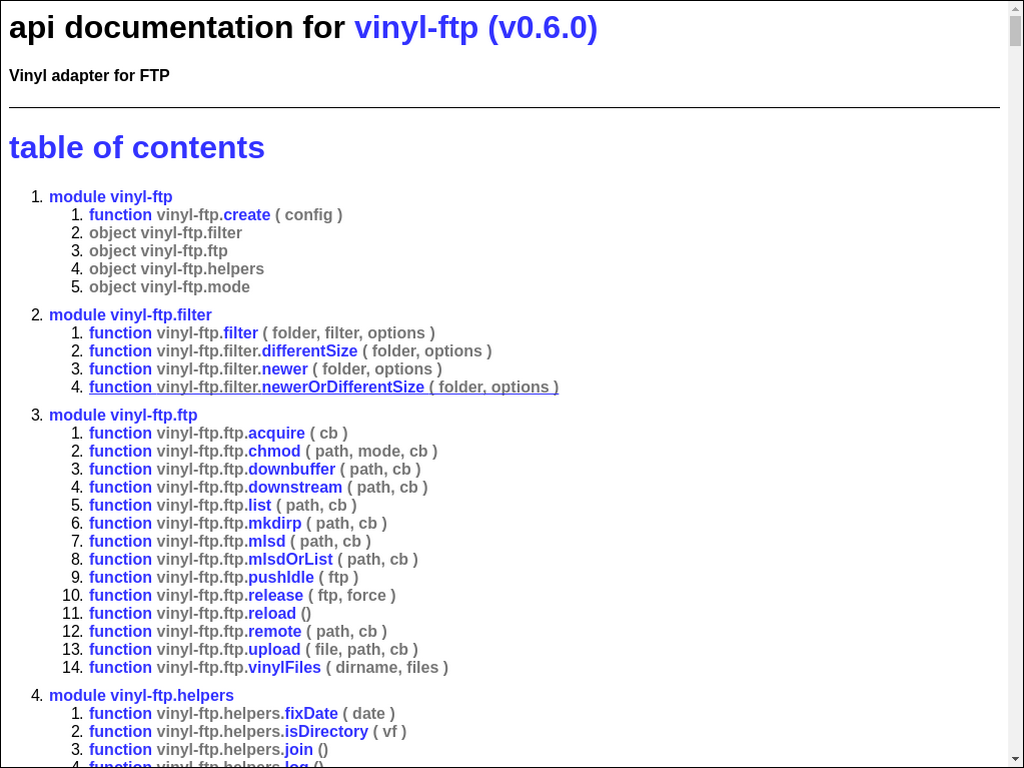 api documentation for vinyl-ftp (v0.6.0)
Vinyl adapter for FTP
table of contents
1. module vinyl-ftp
1. function vinyl-ftp.create ( config )
2. object vinyl-ftp.filter
3. object vinyl-ftp.ftp
4. object vinyl-ftp.helpers
5. object vinyl-ftp.mode
2. module vinyl-ftp.filter
1. function vinyl-ftp.filter ( folder, filter, options )
2. function vinyl-ftp.filter.differentSize ( folder, options )
3. function vinyl-ftp.filter.newer ( folder, options )
4. function vinyl-ftp.filter.newerOrDifferentSize ( folder, options )
3. module vinyl-ftp.ftp
1. function vinyl-ftp.ftp.acquire ( cb )
2. function vinyl-ftp.ftp.chmod ( path, mode, cb )
3. function vinyl-ftp.ftp.downbuffer ( path, cb )
4. function vinyl-ftp.ftp.downstream ( path, cb )
5. function vinyl-ftp.ftp.list ( path, cb )
6. function vinyl-ftp.ftp.mkdirp ( path, cb )
7. function vinyl-ftp.ftp.mlsd ( path, cb )
8. function vinyl-ftp.ftp.mlsdOrList ( path, cb )
9. function vinyl-ftp.ftp.pushIdle ( ftp )
10. function vinyl-ftp.ftp.release ( ftp, force )
11. function vinyl-ftp.ftp.reload ()
12. function vinyl-ftp.ftp.remote ( path, cb )
13. function vinyl-ftp.ftp.upload ( file, path, cb )
14. function vinyl-ftp.ftp.vinylFiles ( dirname, files )
4. module vinyl-ftp.helpers
1. function vinyl-ftp.helpers.fixDate ( date )
2. function vinyl-ftp.helpers.isDirectory ( vf )
3. function vinyl-ftp.helpers.join ()
4. function vinyl-ftp.helpers.log ()